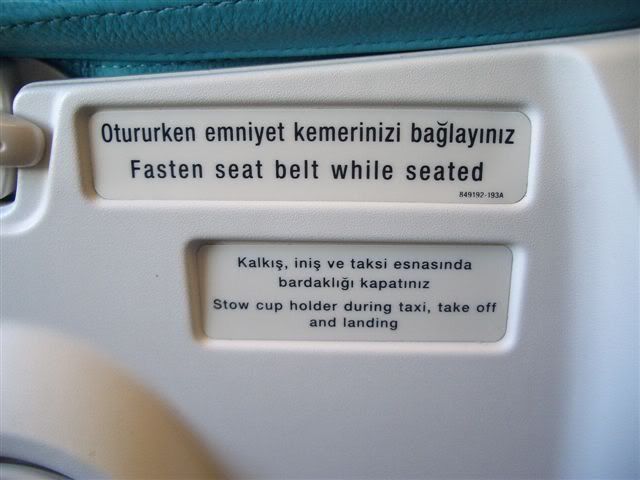 Otururken emniyet kemerinizi bağlayınız
Fasten seat belt while seated
849192-193A
Kalkış, iniş ve taksi esnasında
bardaklığı kapatınız
Stow cup holder during taxi, take off
and landing